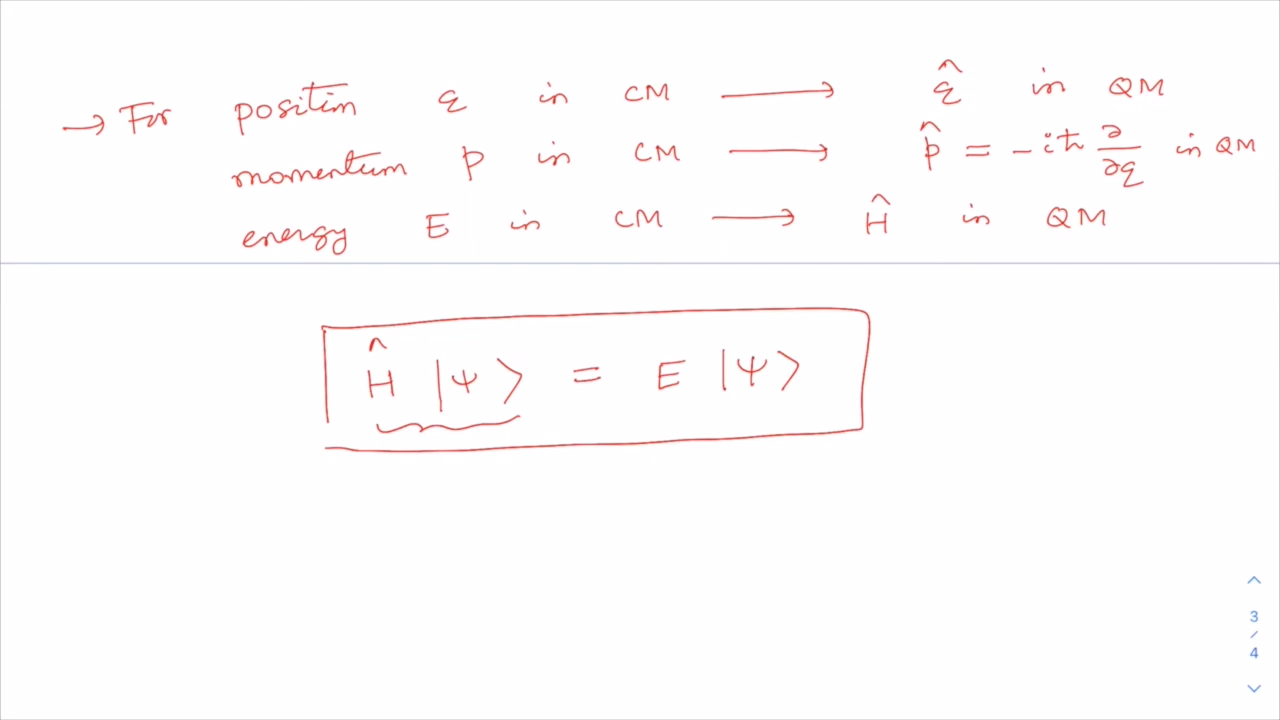 → For position q in CM ⟶ q̂ in QM
momentum p in CM ⟶ p̂ = -iħ ∂/∂q in QM
energy E in CM ⟶ Ĥ in QM
Ĥ |Ψ⟩ = E |Ψ⟩
3
/
4